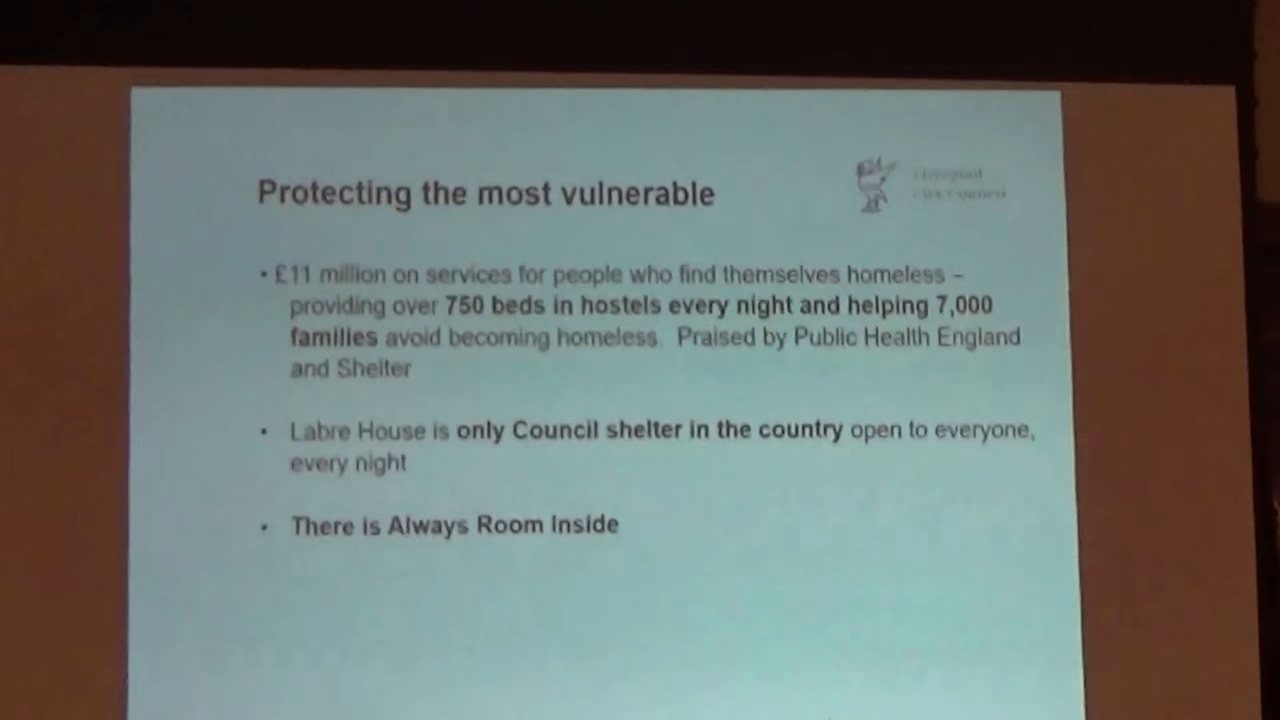 Protecting the most vulnerable
Liverpool
• £11 million on services for people who find themselves homeless –
providing over 750 beds in hostels every night and helping 7,000
families avoid becoming homeless. Praised by Public Health England
and Shelter
• Labre House is only Council shelter in the country open to everyone,
every night
• There is Always Room Inside